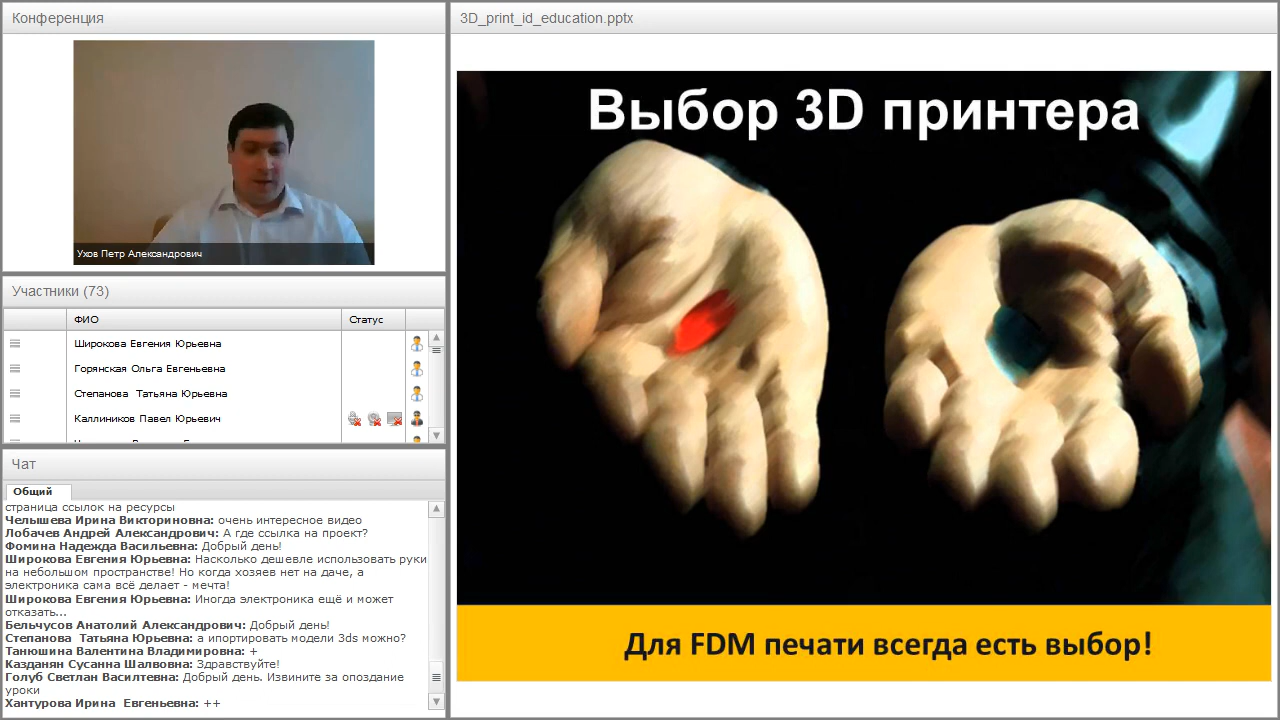 Конференция
Ухов Петр Александрович
Участники (73)
ФИО
Статус
Широкова Евгения Юрьевна
Горянская Ольга Евгеньевна
Степанова Татьяна Юрьевна
Каллиников Павел Юрьевич
Чат
Общий
страница ссылок на ресурсы
Челышева Ирина Викториновна: очень интересное видео
Лобачев Андрей Александрович: А где ссылка на проект?
Фомина Надежда Васильевна: Добрый день!
Широкова Евгения Юрьевна: Насколько дешевле использовать руки
на небольшом пространстве! Но когда хозяев нет на даче, а
электроника сама всё делает - мечта!
Широкова Евгения Юрьевна: Иногда электроника ещё и может
отказать...
Бельчусов Анатолий Александрович: Добрый день!
Степанова Татьяна Юрьевна: а ипортировать модели 3ds можно?
Танюшина Валентина Владимировна: +
Казданян Сусанна Шалвовна: Здравствуйте!
Голуб Светлан Василтевна: Добрый день. Извините за опоздание
уроки
Хантурова Ирина Евгеньевна: ++
3D_print_id_education.pptx
Выбор 3D принтера
Для FDM печати всегда есть выбор!